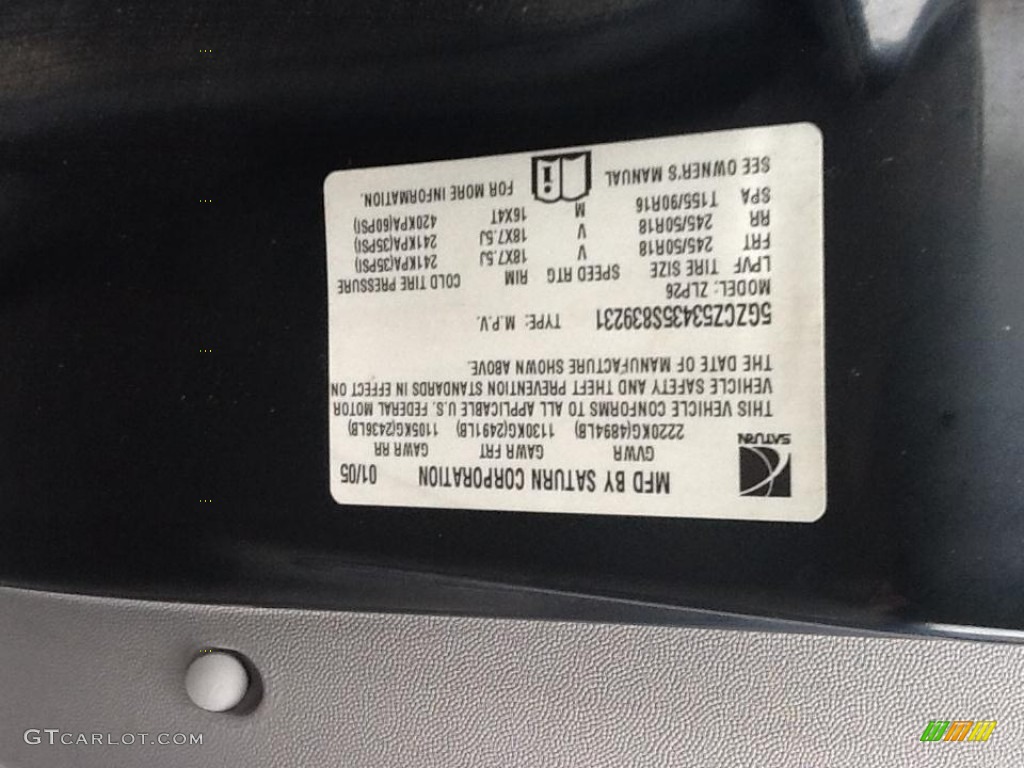 MFD BY SATURN CORPORATION 01/05
SATURN
GVWR GAWR FRT GAWR RR
2220KG(4894LB) 1130KG(2491LB) 1105KG(2436LB)
THIS VEHICLE CONFORMS TO ALL APPLICABLE U.S. FEDERAL MOTOR
VEHICLE SAFETY AND THEFT PREVENTION STANDARDS IN EFFECT ON
THE DATE OF MANUFACTURE SHOWN ABOVE.
5GZCZ53435S839231 TYPE: M.P.V.
MODEL: ZLP26
LPVF TIRE SIZE SPEED RTG RIM COLD TIRE PRESSURE
FRT 245/50R18 V 18X7.5J 241KPA(35PSI)
RR 245/50R18 V 18X7.5J 241KPA(35PSI)
SPA T155/90R16 M 16X4T 420KPA(60PSI)
SEE OWNER'S MANUAL i FOR MORE INFORMATION.
GTCARLOT.COM